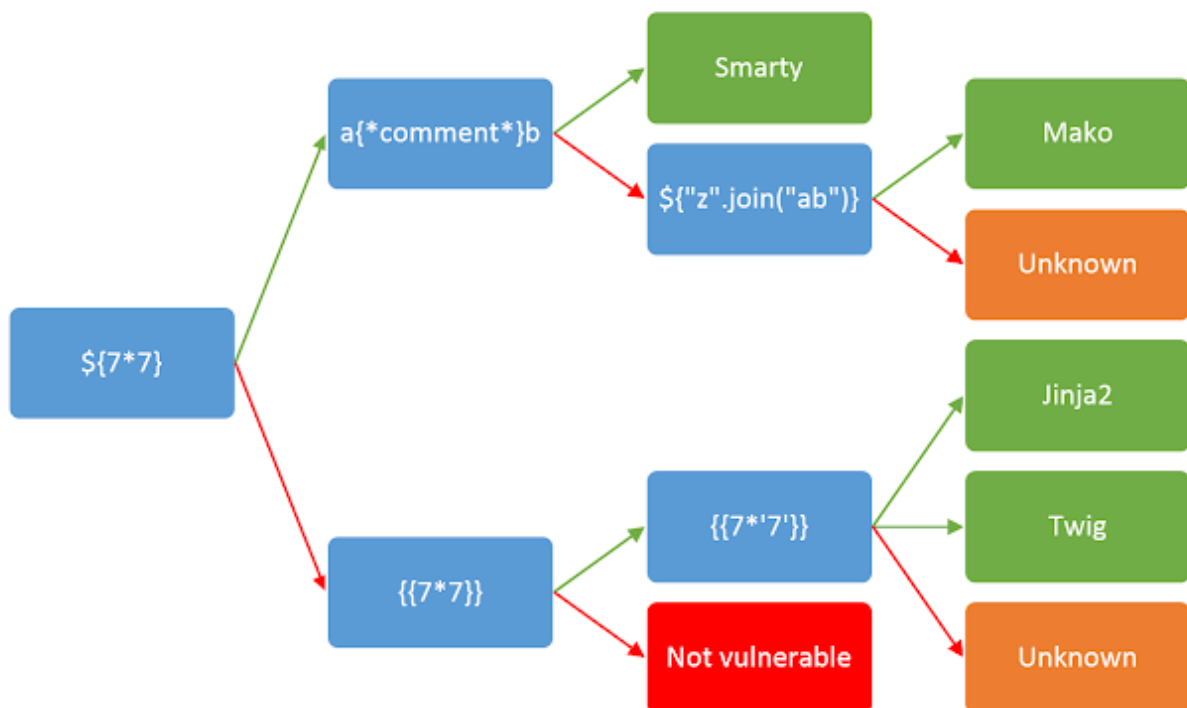 Smarty
a{*comment*}b
Mako
${"z".join("ab")}
Unknown
${7*7}
Jinja2
{{7*'7'}}
Twig
{{7*7}}
Not vulnerable
Unknown